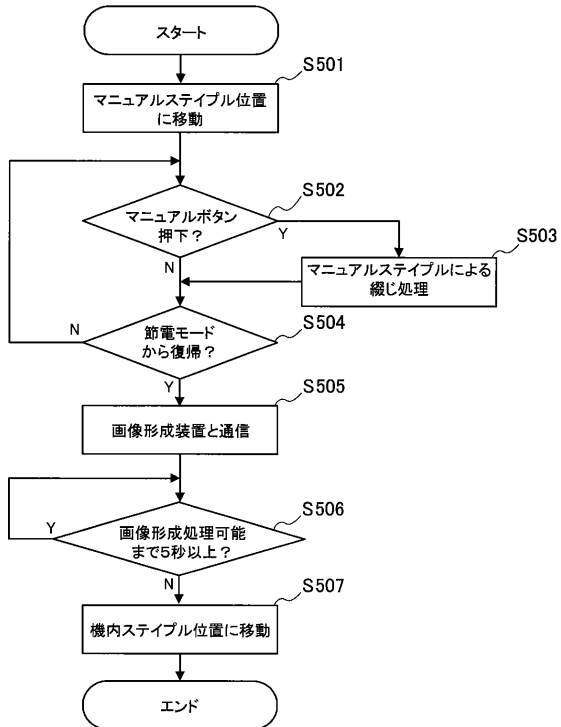 スタート
S501
マニュアルステイプル位置
に移動
S502
マニュアルボタン
押下？
Y
N
S503
マニュアルステイプルによる
綴じ処理
S504
節電モード
から復帰？
N
Y
S505
画像形成装置と通信
S506
画像形成処理可能
まで5秒以上？
Y
N
S507
機内ステイプル位置に移動
エンド